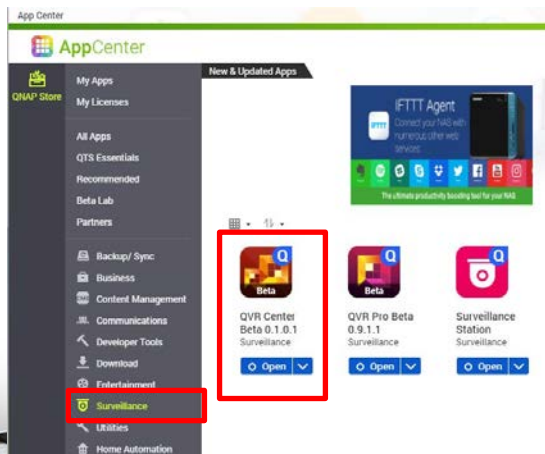 App Center
AppCenter
QNAP Store
My Apps
My Licenses
All Apps
QTS Essentials
Recommended
Beta Lab
Partners
Backup/ Sync
Business
Content Management
Communications
Developer Tools
Download
Entertainment
Surveillance
Utilities
Home Automation
New & Updated Apps
IFTTT
IFTTT Agent
Connect your NAS with
numerous other web
services
The ultimate productivity boosting tool for your NAS
Beta
QVR Center
Beta 0.1.0.1
Surveillance
Open
Beta
QVR Pro Beta
0.9.1.1
Surveillance
Open
Surveillance
Station
Surveillance
Open